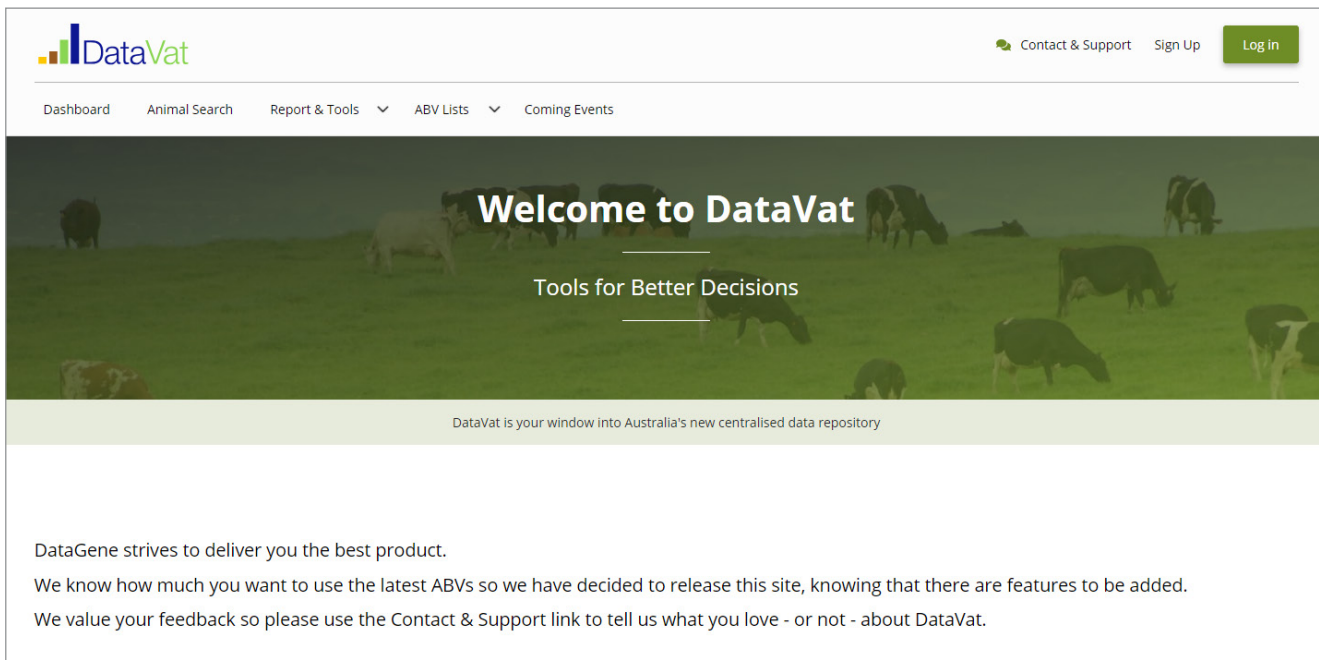 DataVat
Contact & Support Sign Up Log in
Dashboard Animal Search Report & Tools ABV Lists Coming Events
Welcome to DataVat
Tools for Better Decisions
DataVat is your window into Australia's new centralised data repository
DataGene strives to deliver you the best product.
We know how much you want to use the latest ABVs so we have decided to release this site, knowing that there are features to be added.
We value your feedback so please use the Contact & Support link to tell us what you love - or not - about DataVat.